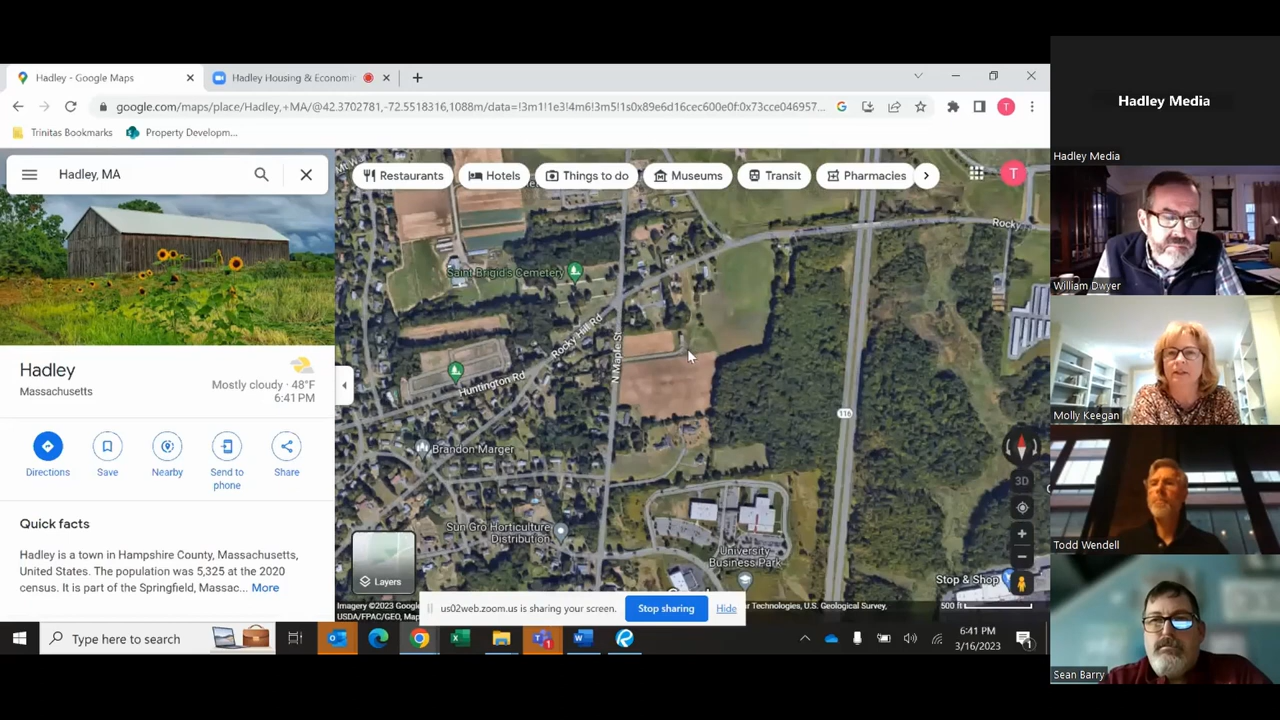 Hadley - Google Maps
Hadley Housing & Economic
google.com/maps/place/Hadley,+MA/@42.3702781,-72.5518316,1088m/data=!3m1!1e3!4m6!3m5!1s0x89e6d16cec600e0f:0x73cce046957...
T
Trinitas Bookmarks
Property Developm...
Hadley, MA
Restaurants
Hotels
Things to do
Museums
Transit
Pharmacies
T
Rocky
Saint Brigid's Cemetery
Rocky Hill Rd
N Maple St
Huntington Rd
116
Brandon Marger
Sun Gro Horticulture
Distribution
University
Business Park
Stop & Shop
3D
Layers
Hadley
Massachusetts
Mostly cloudy · 48°F
6:41 PM
Directions
Save
Nearby
Send to
phone
Share
Quick facts
Hadley is a town in Hampshire County, Massachusetts,
United States. The population was 5,325 at the 2020
census. It is part of the Springfield, Massac... More
Imagery ©2023 Google
Technologies, U.S. Geological Survey,
500 ft
USDA/FPAC/GEO, Map
us02web.zoom.us is sharing your screen.
Stop sharing
Hide
Type here to search
6:41 PM
3/16/2023
Hadley Media
Hadley Media
William Dwyer
Molly Keegan
Todd Wendell
Sean Barry